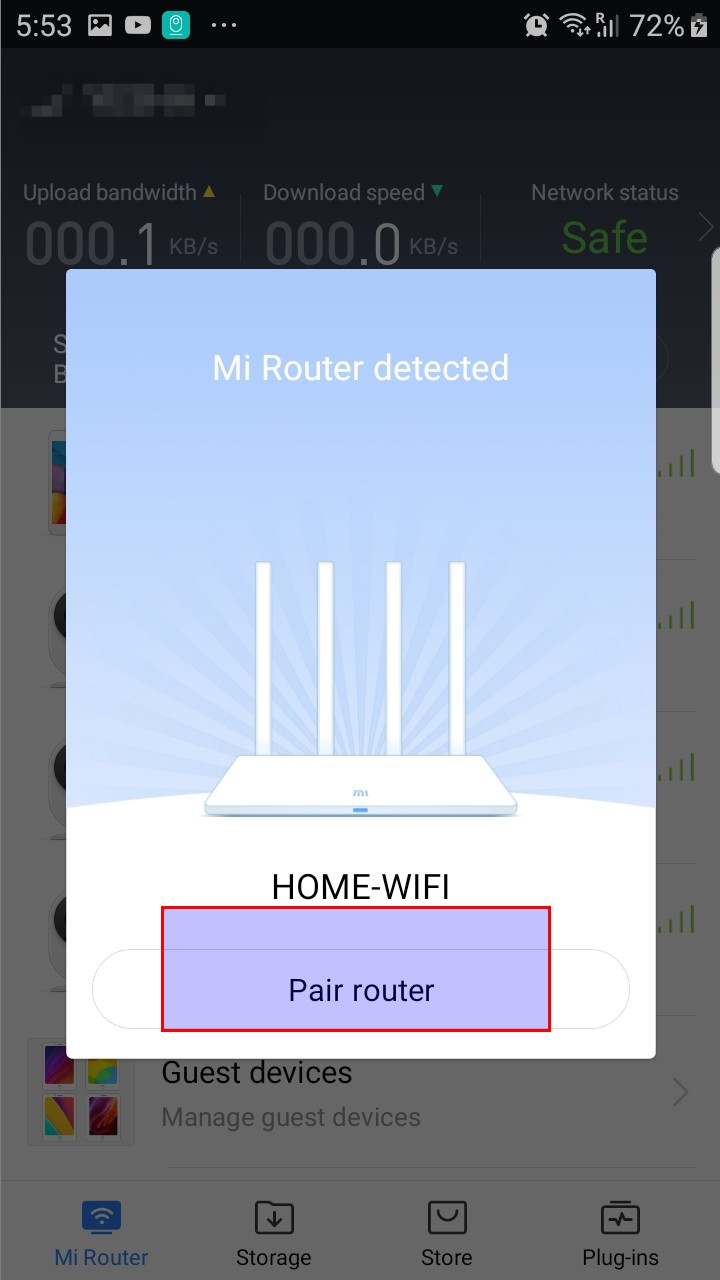 5:53 72%
Upload bandwidth Download speed Network status
000.1 KB/s 000.0 KB/s Safe
S
B
Mi Router detected
mi
HOME-WIFI
Pair router
Guest devices
Manage guest devices
Mi Router Storage Store Plug-ins